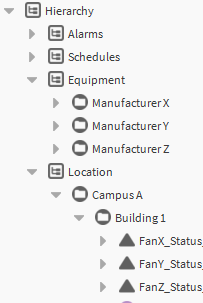 Hierarchy
Alarms
Schedules
Equipment
Manufacturer X
Manufacturer Y
Manufacturer Z
Location
Campus A
Building 1
FanX_Status_
FanY_Status_
FanZ_Status_